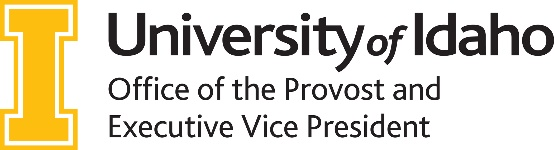 I
University of Idaho
Office of the Provost and
Executive Vice President